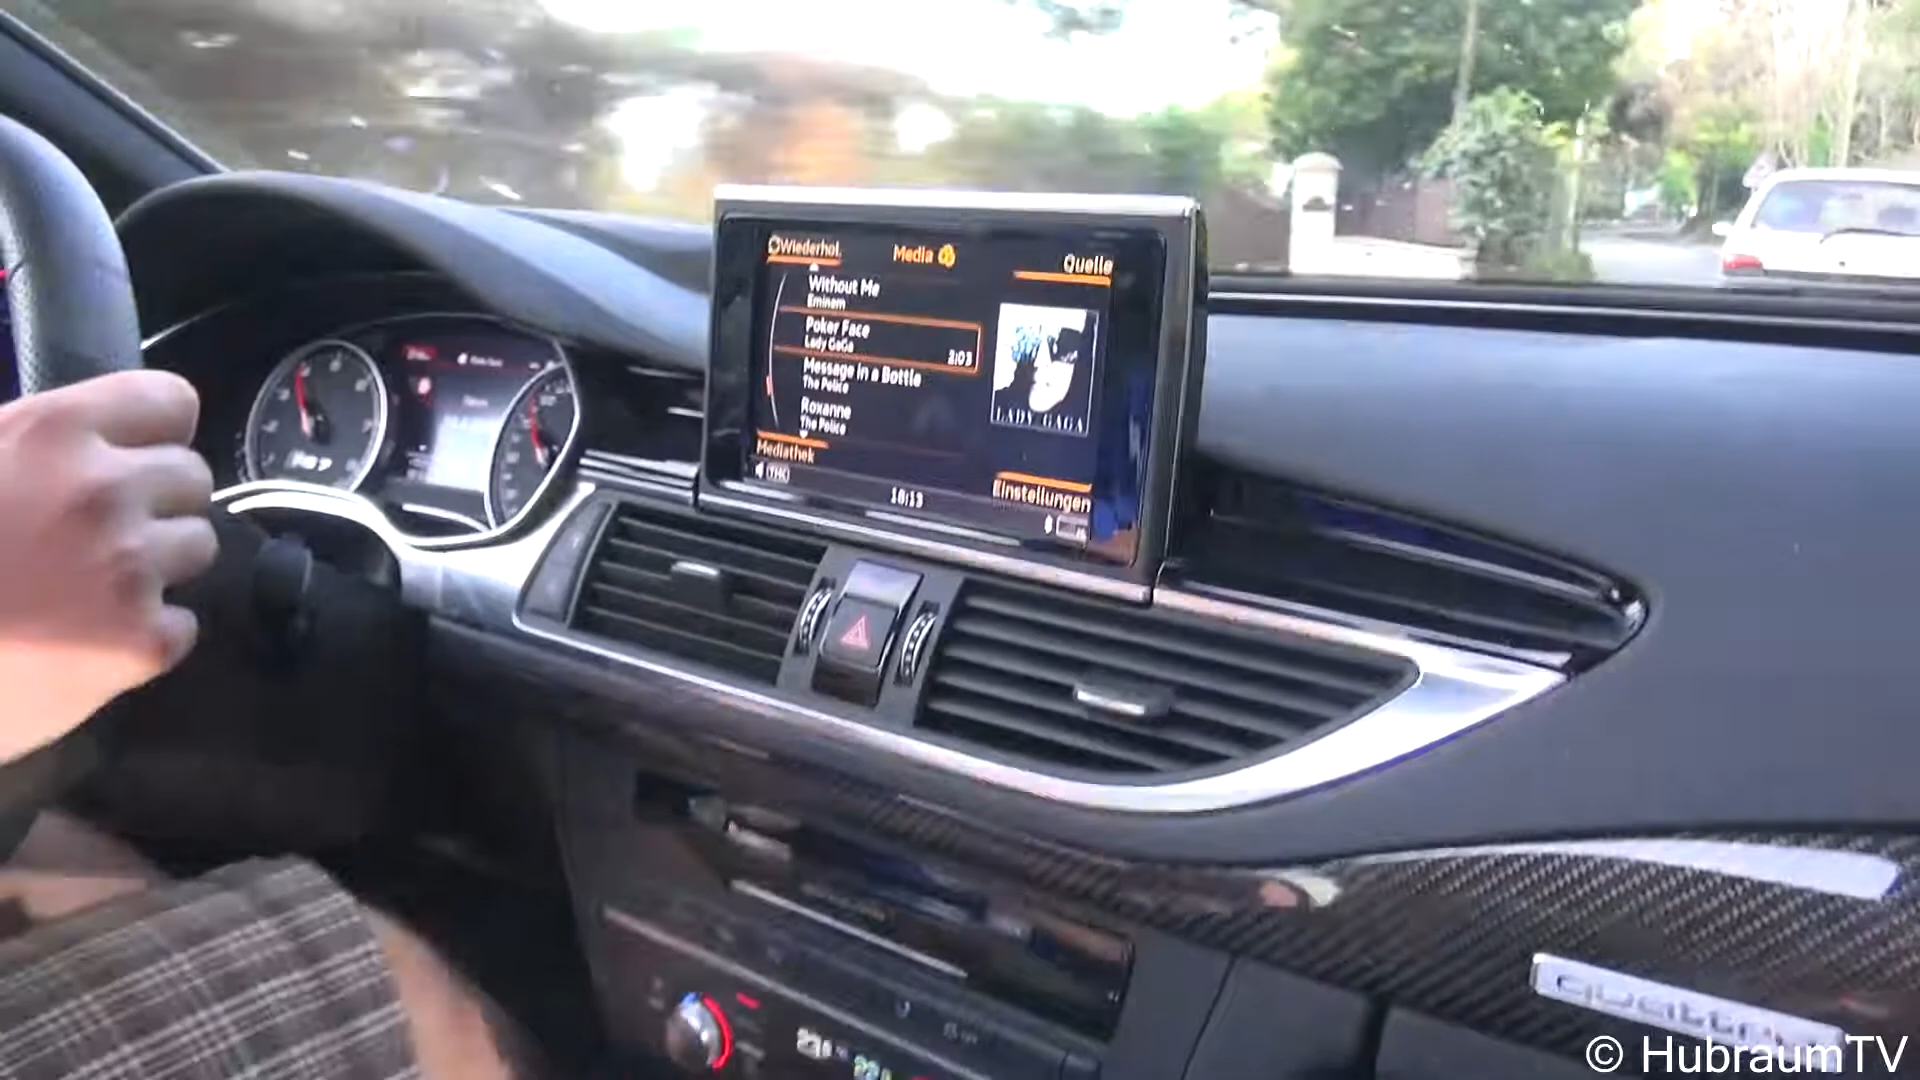 Wiederhol.
Media
Quelle
Without Me
Eminem
Poker Face
Lady GaGa
2:03
Message in a Bottle
The Police
Roxanne
The Police
LADY GAGA
Mediathek
Einstellungen
18:13
quattro
© HubraumTV